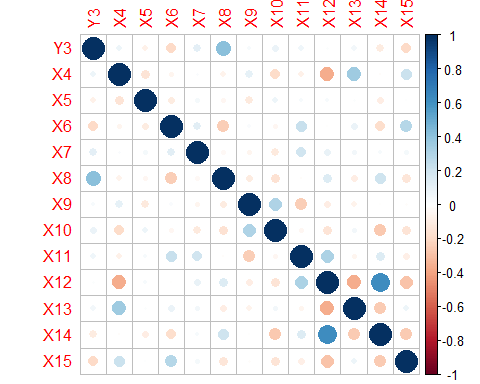 Y3 X4 X5 X6 X7 X8 X9 X10 X11 X12 X13 X14 X15
Y3
X4
X5
X6
X7
X8
X9
X10
X11
X12
X13
X14
X15
1
0.8
0.6
0.4
0.2
0
-0.2
-0.4
-0.6
-0.8
-1